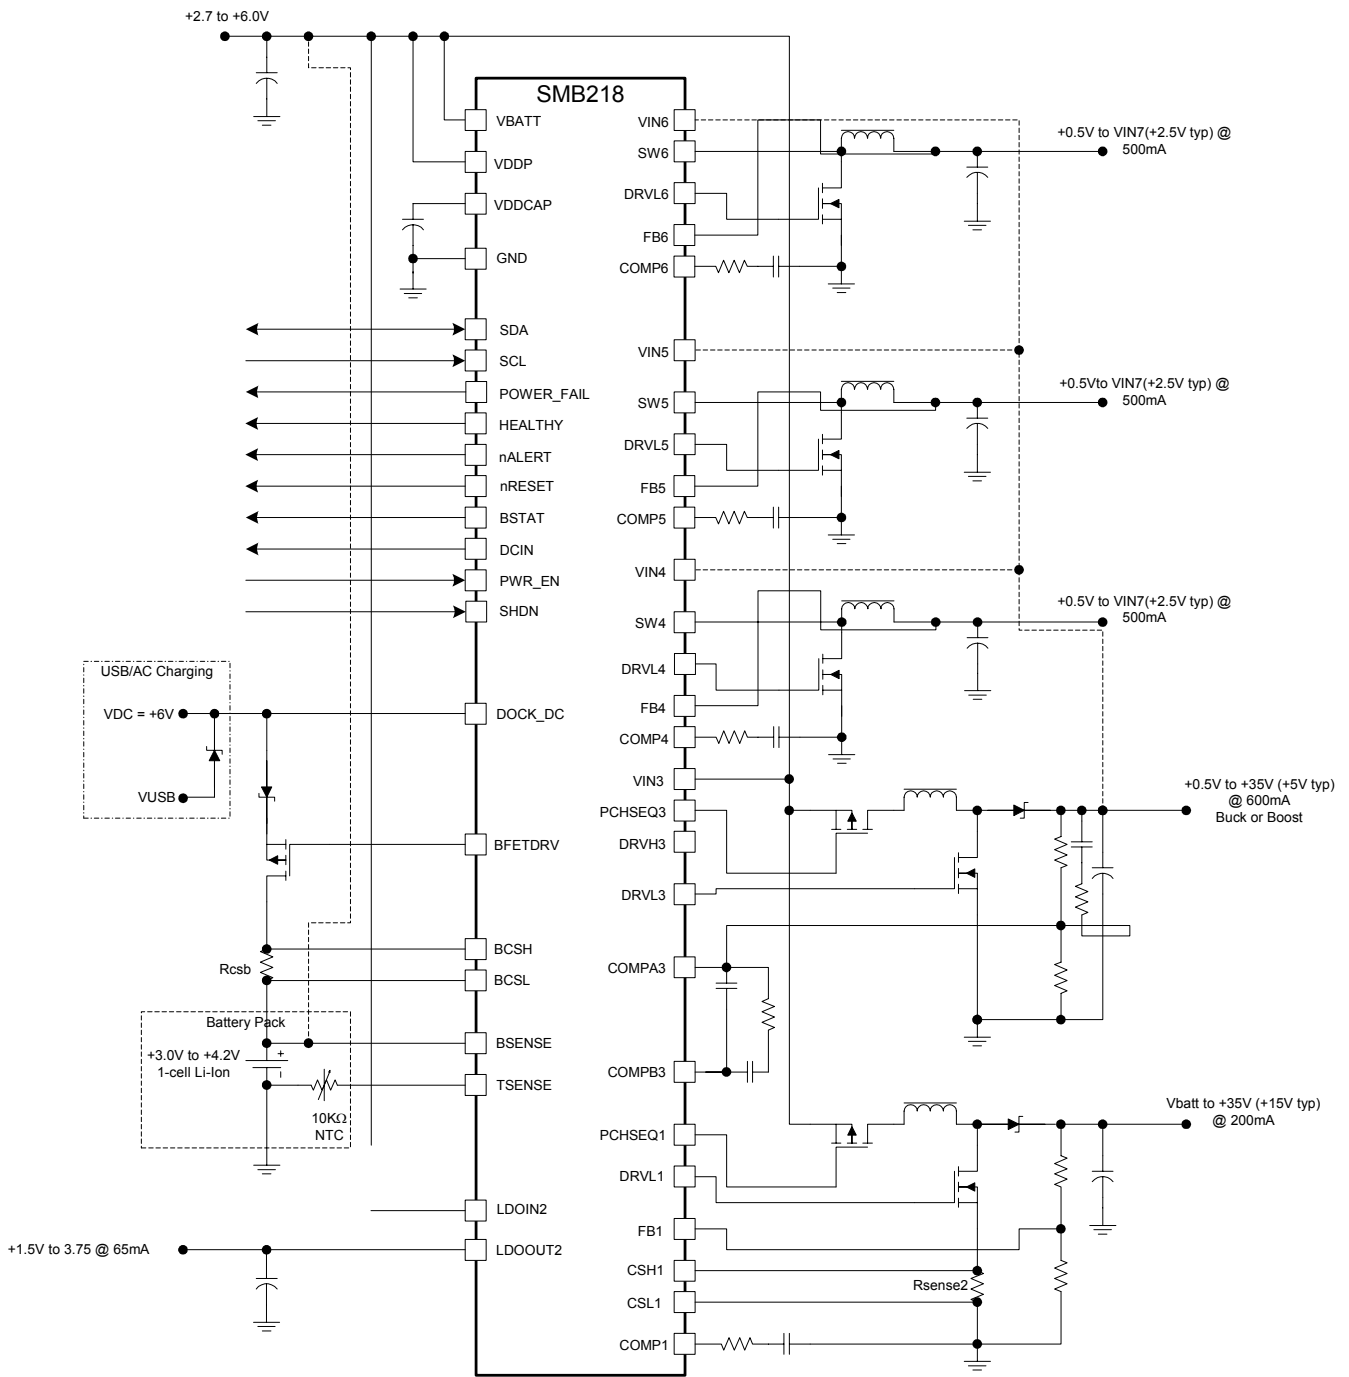 +2.7 to +6.0V
SMB218
VBATT
VDDP
VDDCAP
GND
SDA
SCL
POWER_FAIL
HEALTHY
nALERT
nRESET
BSTAT
DCIN
PWR_EN
SHDN
USB/AC Charging
VDC = +6V
VUSB
DOCK_DC
BFETDRV
BCSH
Rcsb
BCSL
Battery Pack
BSENSE
+3.0V to +4.2V
1-cell Li-Ion
+
-
TSENSE
10KΩ
NTC
LDOIN2
+1.5V to 3.75 @ 65mA
LDOOUT2
VIN6
SW6
DRVL6
FB6
COMP6
+0.5V to VIN7(+2.5V typ) @
500mA
VIN5
SW5
DRVL5
FB5
COMP5
+0.5Vto VIN7(+2.5V typ) @
500mA
VIN4
SW4
DRVL4
FB4
COMP4
+0.5V to VIN7(+2.5V typ) @
500mA
VIN3
PCHSEQ3
DRVH3
DRVL3
COMPA3
COMPB3
+0.5V to +35V (+5V typ)
@ 600mA
Buck or Boost
PCHSEQ1
DRVL1
FB1
CSH1
Rsense2
CSL1
COMP1
Vbatt to +35V (+15V typ)
@ 200mA